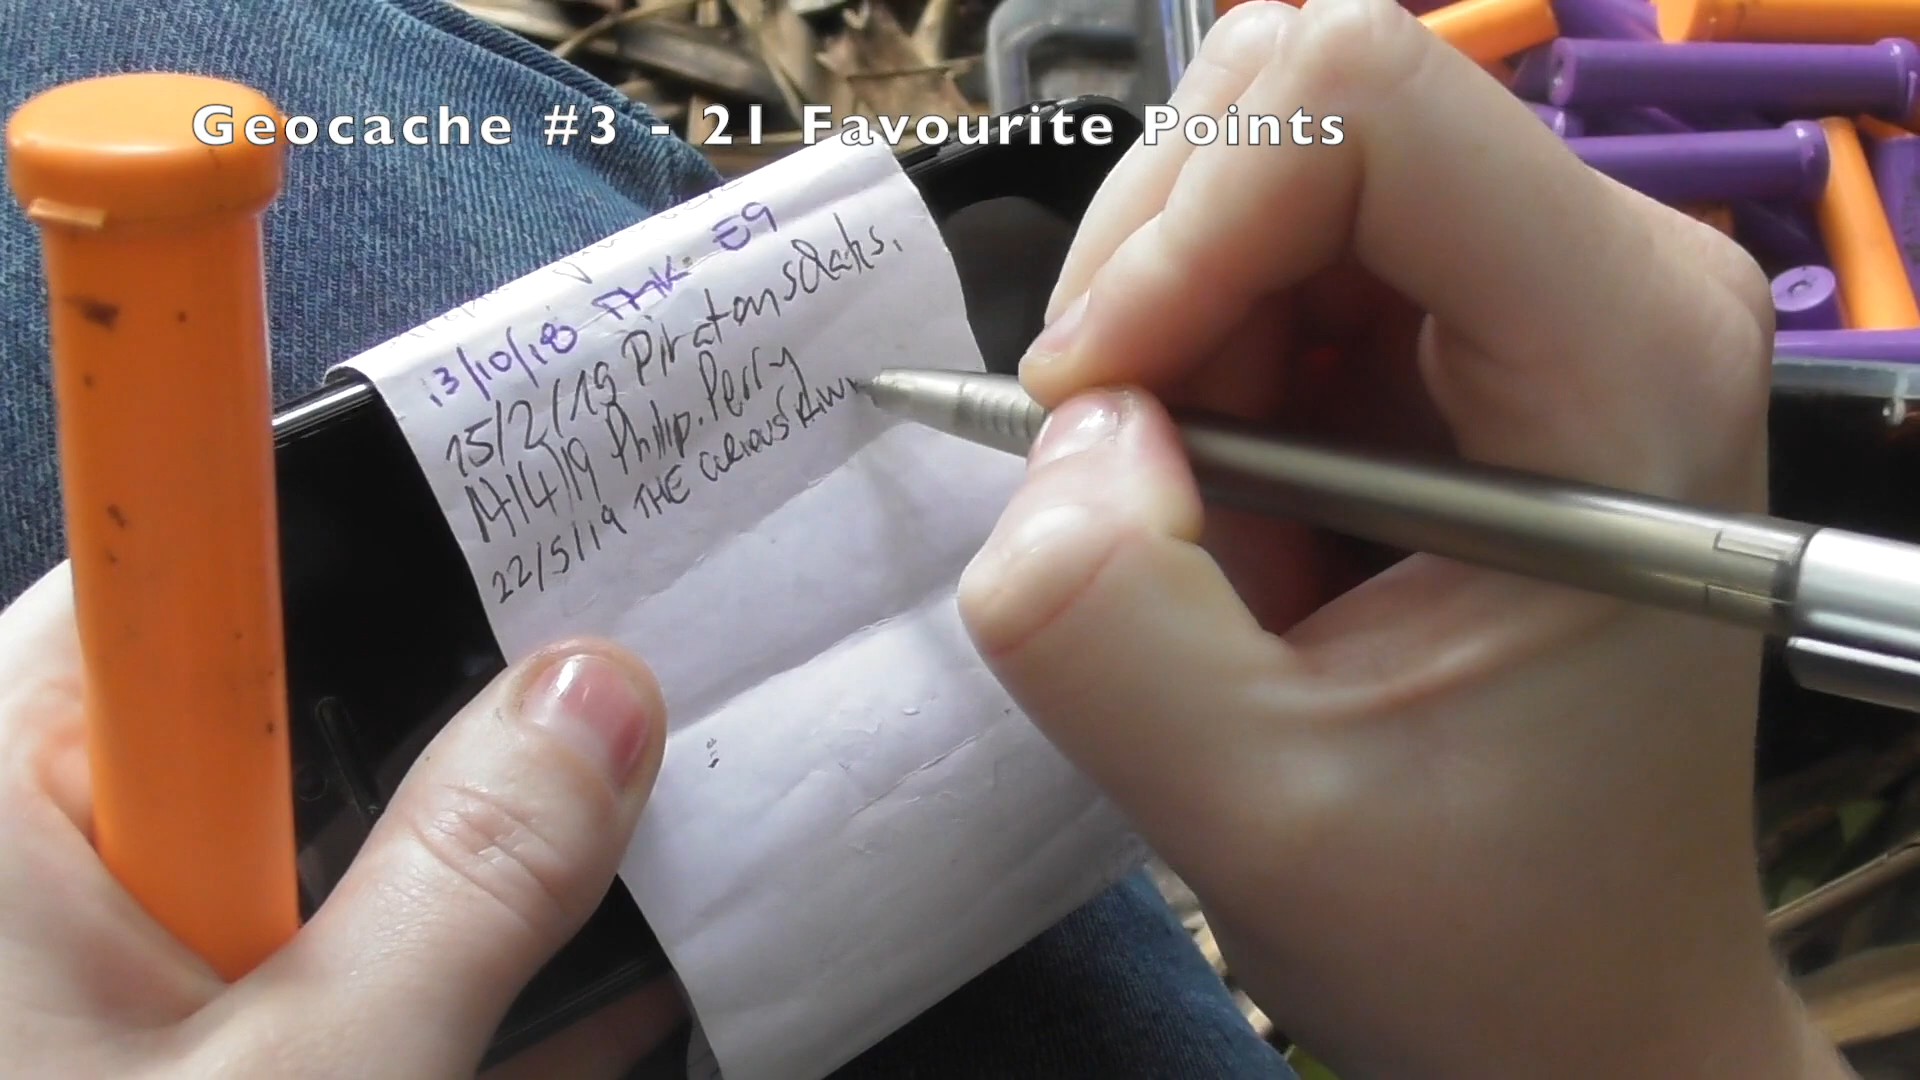 Geocache #3 - 21 Favourite Points
13/10/18 E9
15/2/19
14/4/19 Philip. Perry
22/5/19 THE curious